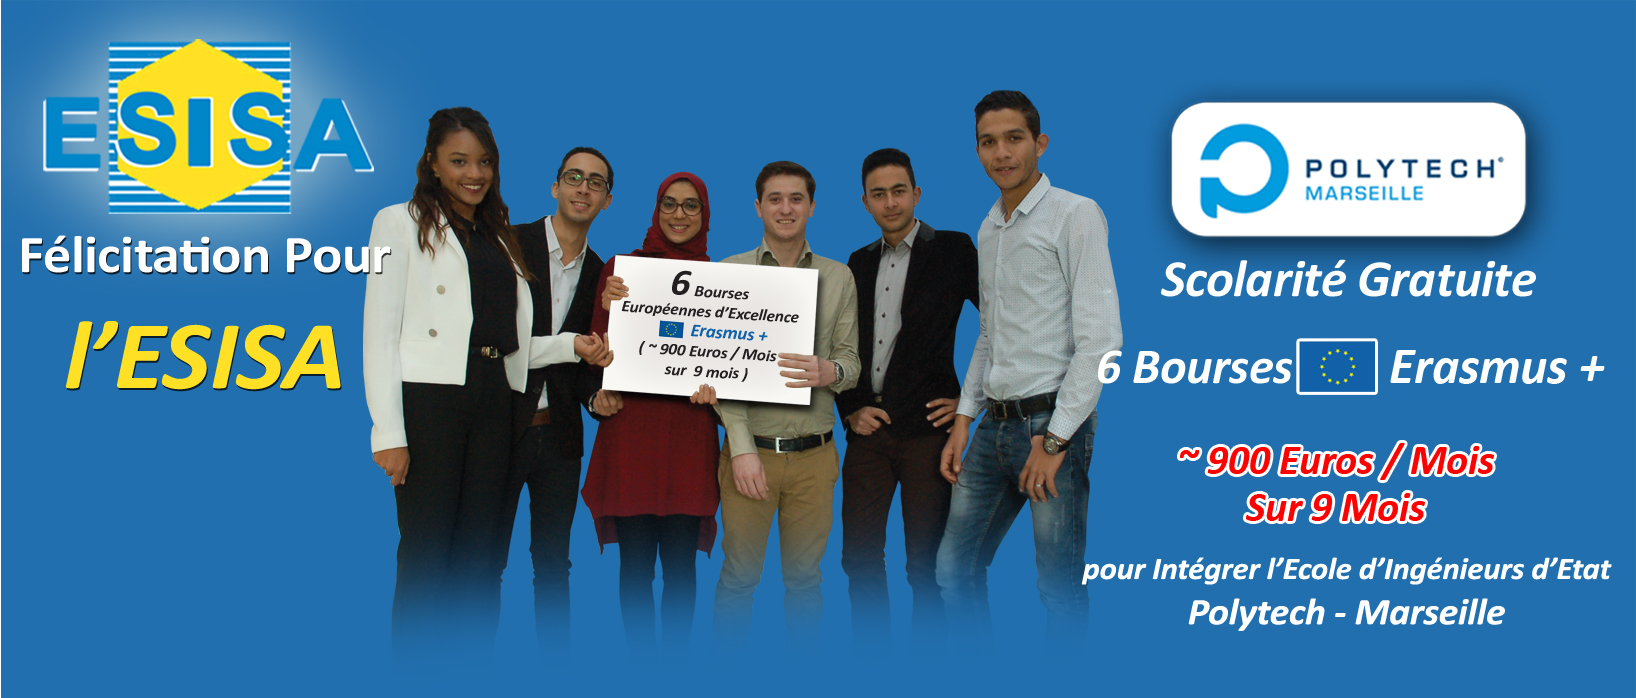 ESISA
Félicitation Pour
l'ESISA
6 Bourses
Européennes d'Excellence
Erasmus +
( ~ 900 Euros / Mois
sur 9 mois )
POLYTECH®
MARSEILLE
Scolarité Gratuite
6 Bourses Erasmus +
~ 900 Euros / Mois
Sur 9 Mois
pour Intégrer l'Ecole d'Ingénieurs d'Etat
Polytech - Marseille